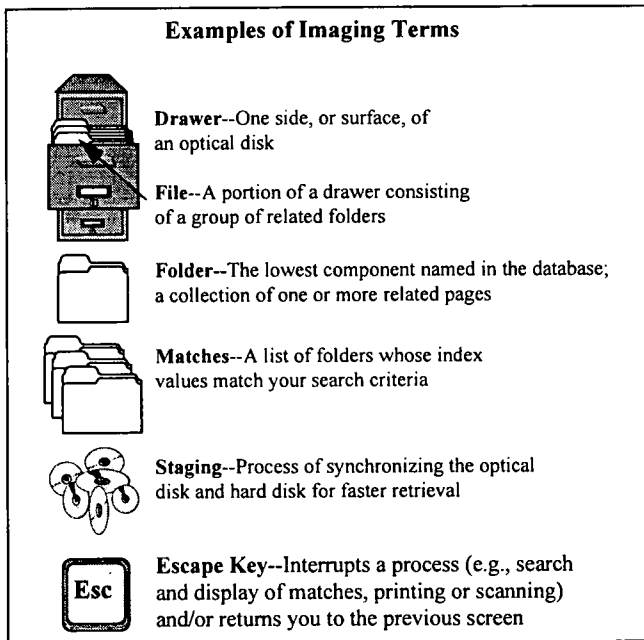 Examples of Imaging Terms
Drawer--One side, or surface, of
an optical disk
File--A portion of a drawer consisting
of a group of related folders
Folder--The lowest component named in the database;
a collection of one or more related pages
Matches--A list of folders whose index
values match your search criteria
Staging--Process of synchronizing the optical
disk and hard disk for faster retrieval
Esc
Escape Key--Interrupts a process (e.g., search
and display of matches, printing or scanning)
and/or returns you to the previous screen